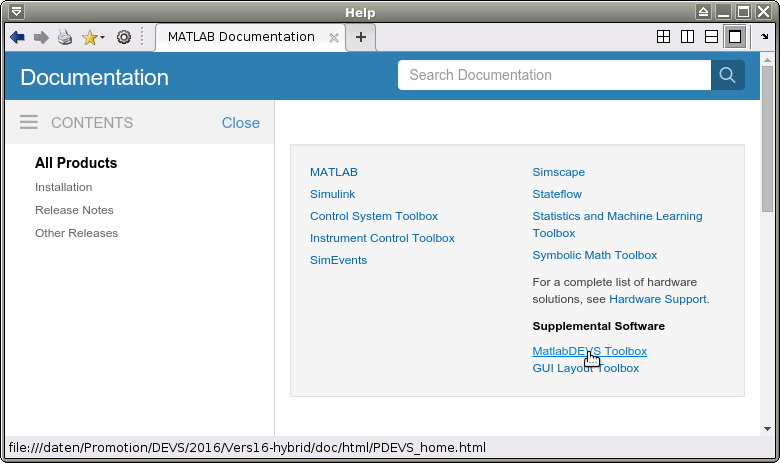 Help
MATLAB Documentation
Documentation
Search Documentation
CONTENTS
Close
All Products
Installation
Release Notes
Other Releases
MATLAB
Simulink
Control System Toolbox
Instrument Control Toolbox
SimEvents
Simscape
Stateflow
Statistics and Machine Learning
Toolbox
Symbolic Math Toolbox
For a complete list of hardware
solutions, see Hardware Support.
Supplemental Software
MatlabDEVS Toolbox
GUI Layout Toolbox
file:///daten/Promotion/DEVS/2016/Vers16-hybrid/doc/html/PDEVS_home.html